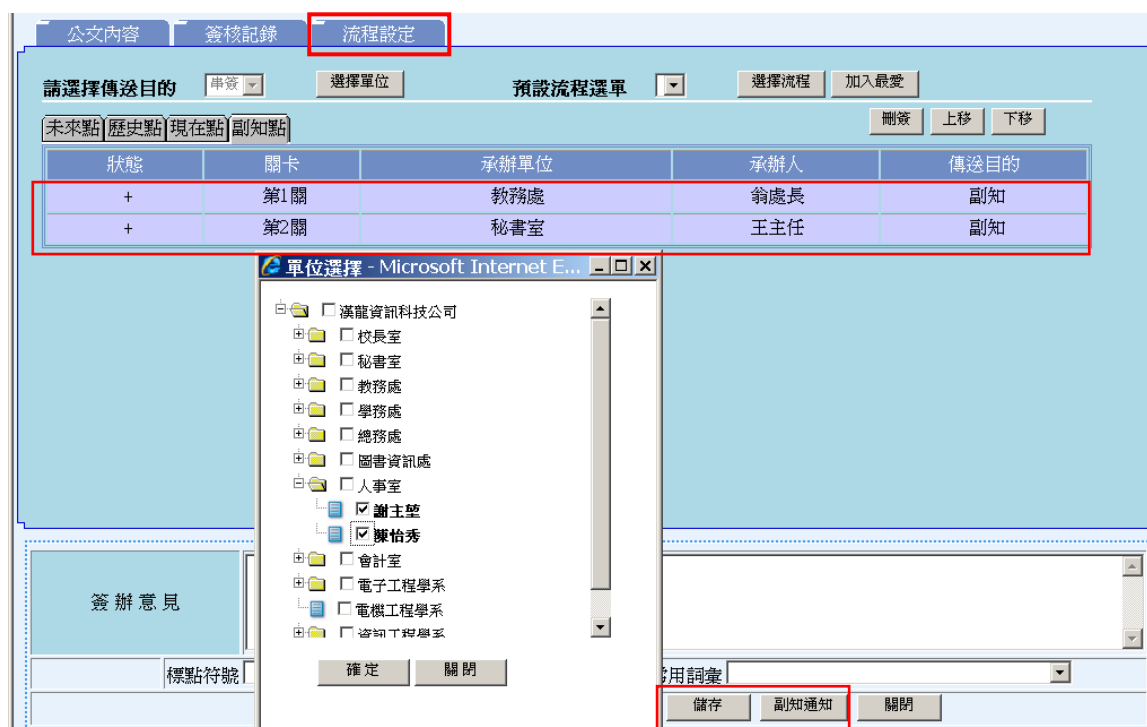 公文內容 簽核記錄 流程設定
請選擇傳送目的 串簽 選擇單位 預設流程選單 選擇流程 加入最愛
未來點 歷史點 現在點 副知點 刪簽 上移 下移
狀態 關卡 承辦單位 承辦人 傳送目的
+ 第1關 教務處 翁處長 副知
+ 第2關 秘書室 王主任 副知
單位選擇 - Microsoft Internet E...
漢龍資訊科技公司
校長室
秘書室
教務處
學務處
總務處
圖書資訊處
人事室
謝主堃
陳怡秀
會計室
電子工程學系
電機工程學系
資訊工程學系
確定 關閉
簽辦意見
標點符號 用詞彙
儲存 副知通知 關閉